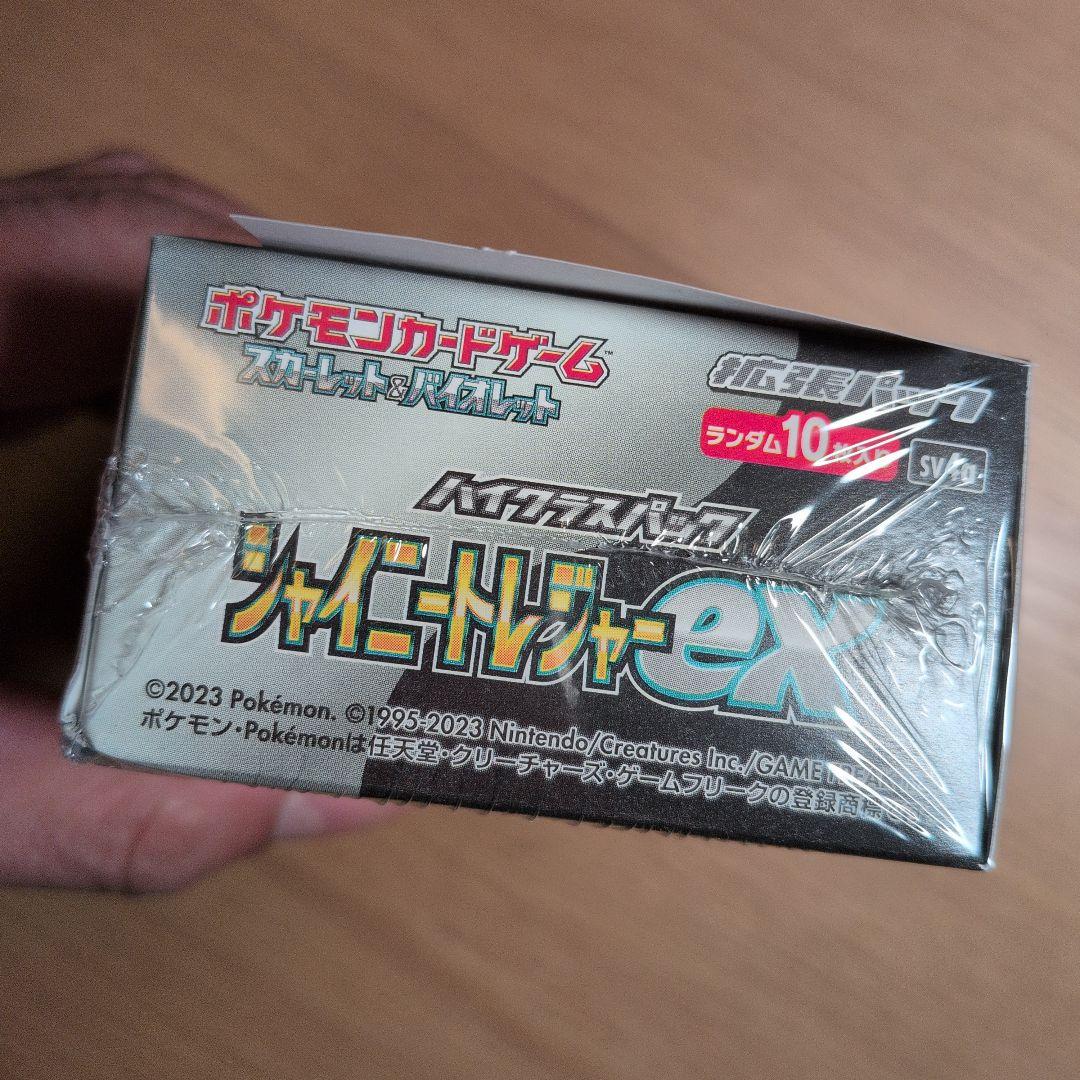 ポケモンカードゲーム™
スカーレット&バイオレット
拡張パック
ランダム10枚入り
sv4a
ハイクラスパック
シャイニートレジャーex
©2023 Pokémon. ©1995-2023 Nintendo/Creatures Inc./GAME FREAK
ポケモン・Pokémonは任天堂・クリーチャーズ・ゲームフリークの登録商標